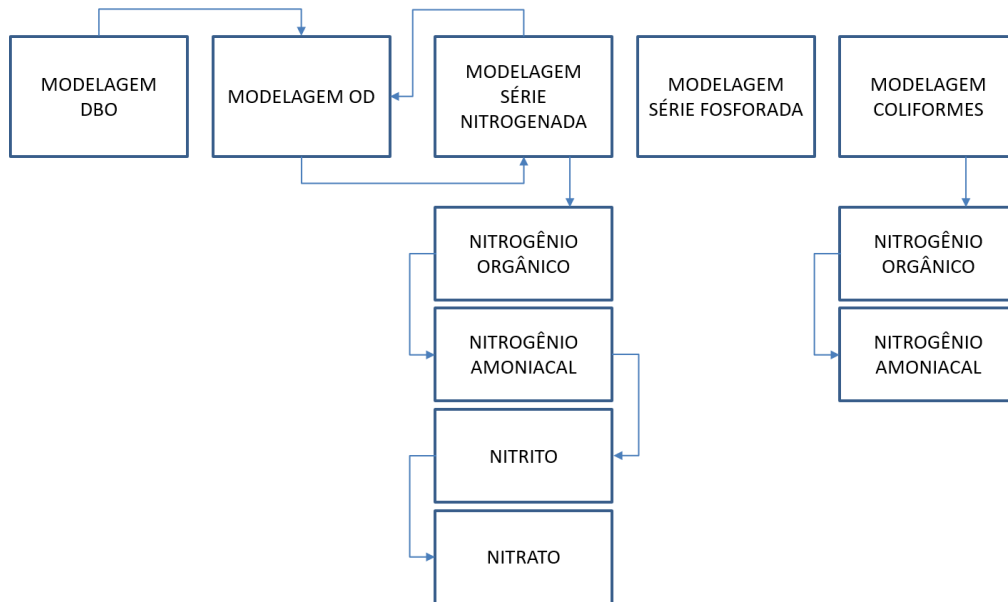 MODELAGEM
DBO
MODELAGEM OD
MODELAGEM
SÉRIE
NITROGENADA
MODELAGEM
SÉRIE FOSFORADA
MODELAGEM
COLIFORMES
NITROGÊNIO
ORGÂNICO
NITROGÊNIO
AMONIACAL
NITRITO
NITRATO
NITROGÊNIO
ORGÂNICO
NITROGÊNIO
AMONIACAL